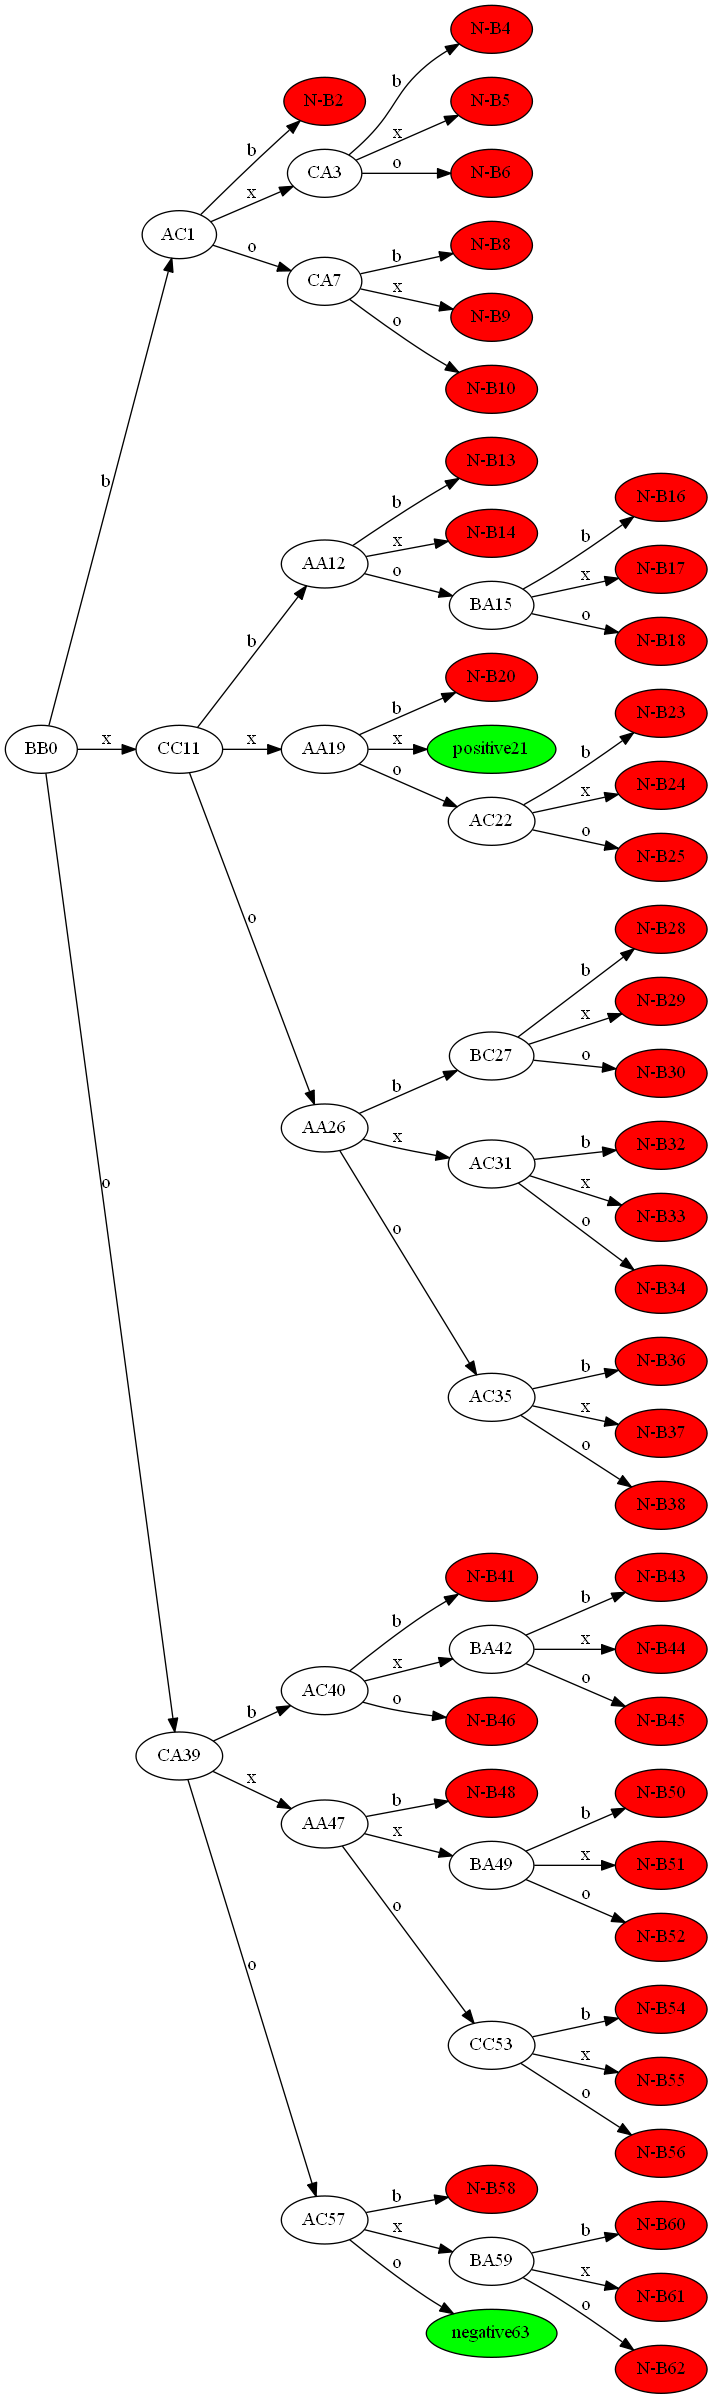 N-B4
b
N-B2
N-B5
b
x
CA3
o
N-B6
x
AC1
o
N-B8
b
CA7
x
N-B9
o
N-B10
b
N-B13
b
N-B16
N-B14
x
b
AA12
o
x
N-B17
BA15
o
N-B18
b
N-B20
b
N-B23
BB0
x
CC11
x
AA19
x
positive21
b
o
x
N-B24
AC22
o
N-B25
o
N-B28
b
BC27
x
N-B29
o
N-B30
b
AA26
x
b
N-B32
AC31
x
N-B33
o
N-B34
o
o
b
N-B36
AC35
x
N-B37
o
N-B38
N-B41
b
N-B43
b
x
BA42
x
N-B44
AC40
o
o
N-B45
b
N-B46
CA39
x
b
N-B48
b
N-B50
AA47
x
BA49
x
N-B51
o
o
N-B52
b
N-B54
CC53
x
N-B55
o
N-B56
o
b
N-B58
AC57
x
b
N-B60
BA59
x
N-B61
o
o
negative63
N-B62